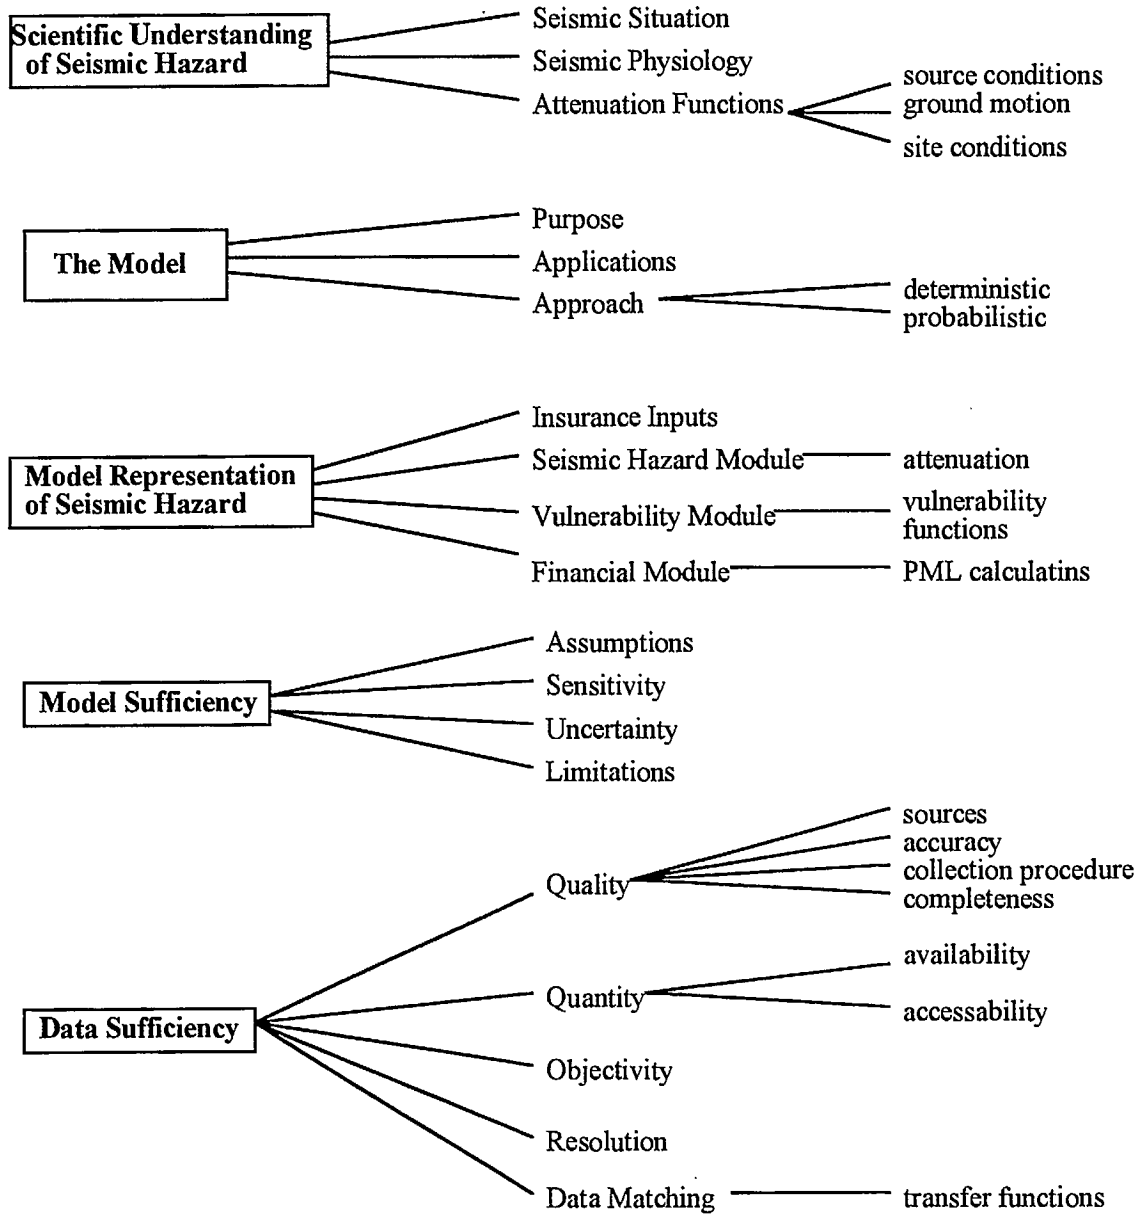 Scientific Understanding
of Seismic Hazard
Seismic Situation
Seismic Physiology
Attenuation Functions
source conditions
ground motion
site conditions
The Model
Purpose
Applications
Approach
deterministic
probabilistic
Model Representation
of Seismic Hazard
Insurance Inputs
Seismic Hazard Module
attenuation
Vulnerability Module
vulnerability
functions
Financial Module
PML calculatins
Model Sufficiency
Assumptions
Sensitivity
Uncertainty
Limitations
Data Sufficiency
Quality
sources
accuracy
collection procedure
completeness
Quantity
availability
accessability
Objectivity
Resolution
Data Matching
transfer functions